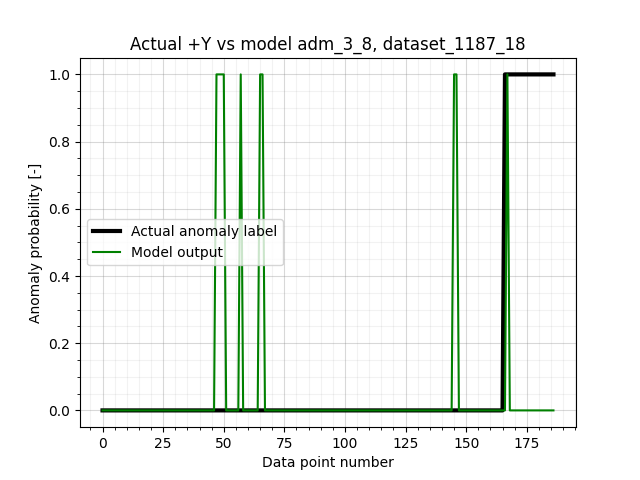 Actual +Y vs model adm_3_8, dataset_1187_18
1.0
0.8
0.6
0.4
0.2
0.0
Anomaly probability [-]
Actual anomaly label
Model output
0 25 50 75 100 125 150 175
Data point number